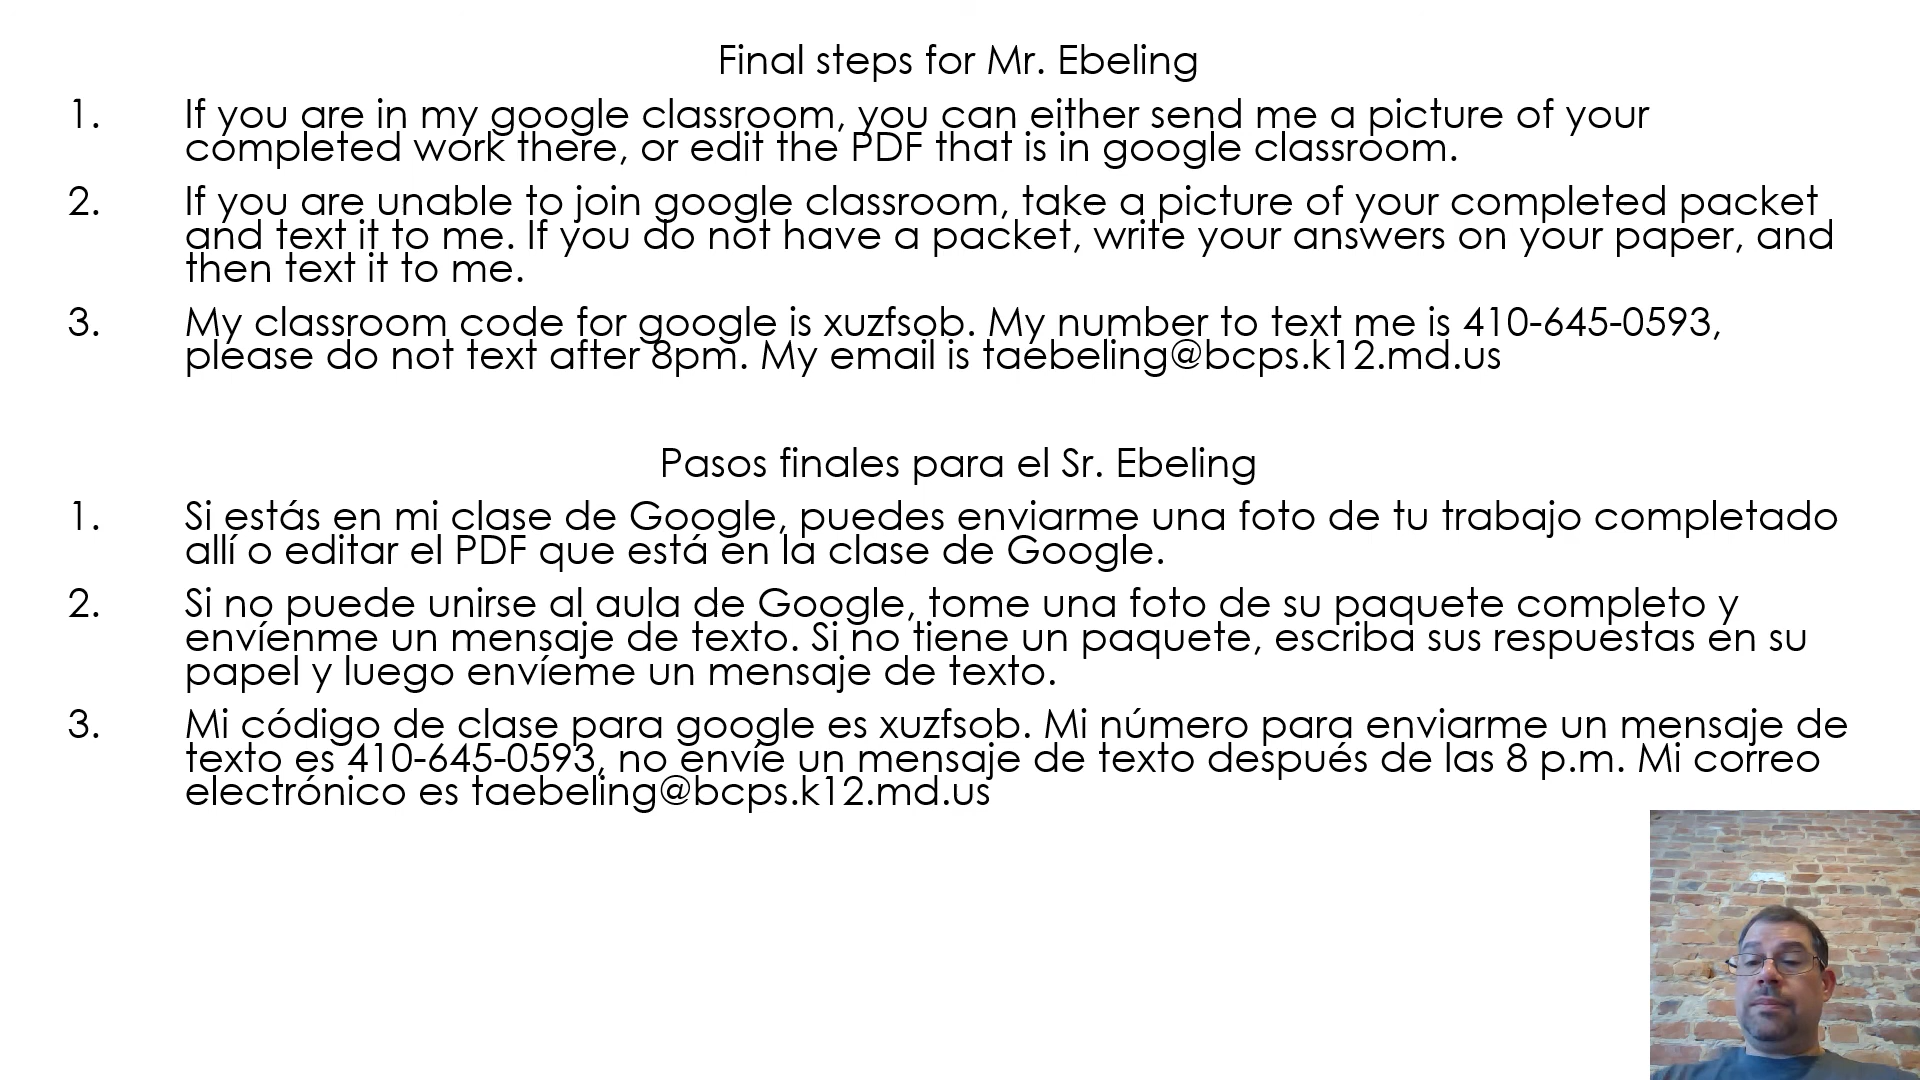 Final steps for Mr. Ebeling
1. If you are in my google classroom, you can either send me a picture of your
completed work there, or edit the PDF that is in google classroom.
2. If you are unable to join google classroom, take a picture of your completed packet
and text it to me. If you do not have a packet, write your answers on your paper, and
then text it to me.
3. My classroom code for google is xuzfsob. My number to text me is 410-645-0593,
please do not text after 8pm. My email is taebeling@bcps.k12.md.us
Pasos finales para el Sr. Ebeling
1. Si estás en mi clase de Google, puedes enviarme una foto de tu trabajo completado
allí o editar el PDF que está en la clase de Google.
2. Si no puede unirse al aula de Google, tome una foto de su paquete completo y
envíenme un mensaje de texto. Si no tiene un paquete, escriba sus respuestas en su
papel y luego envíeme un mensaje de texto.
3. Mi código de clase para google es xuzfsob. Mi número para enviarme un mensaje de
texto es 410-645-0593, no envíe un mensaje de texto después de las 8 p.m. Mi correo
electrónico es taebeling@bcps.k12.md.us